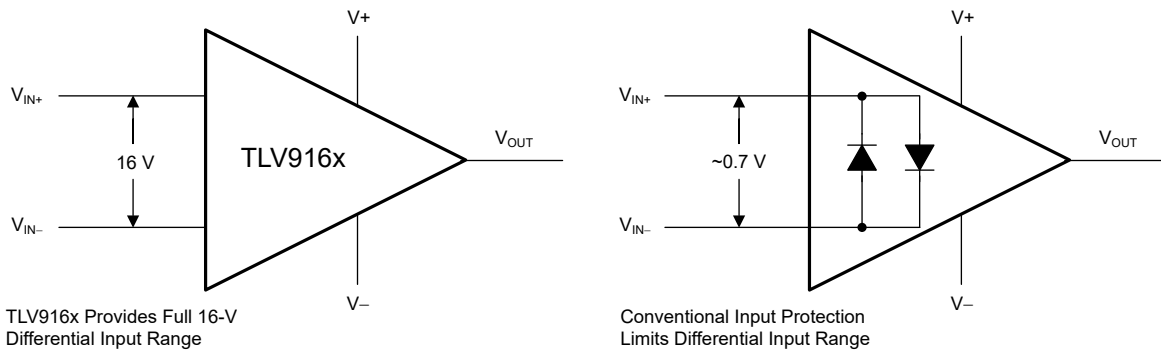 V+
VIN+
16 V
TLV916x
VOUT
VIN−
V−
TLV916x Provides Full 16-V
Differential Input Range
V+
VIN+
~0.7 V
VOUT
VIN−
V−
Conventional Input Protection
Limits Differential Input Range